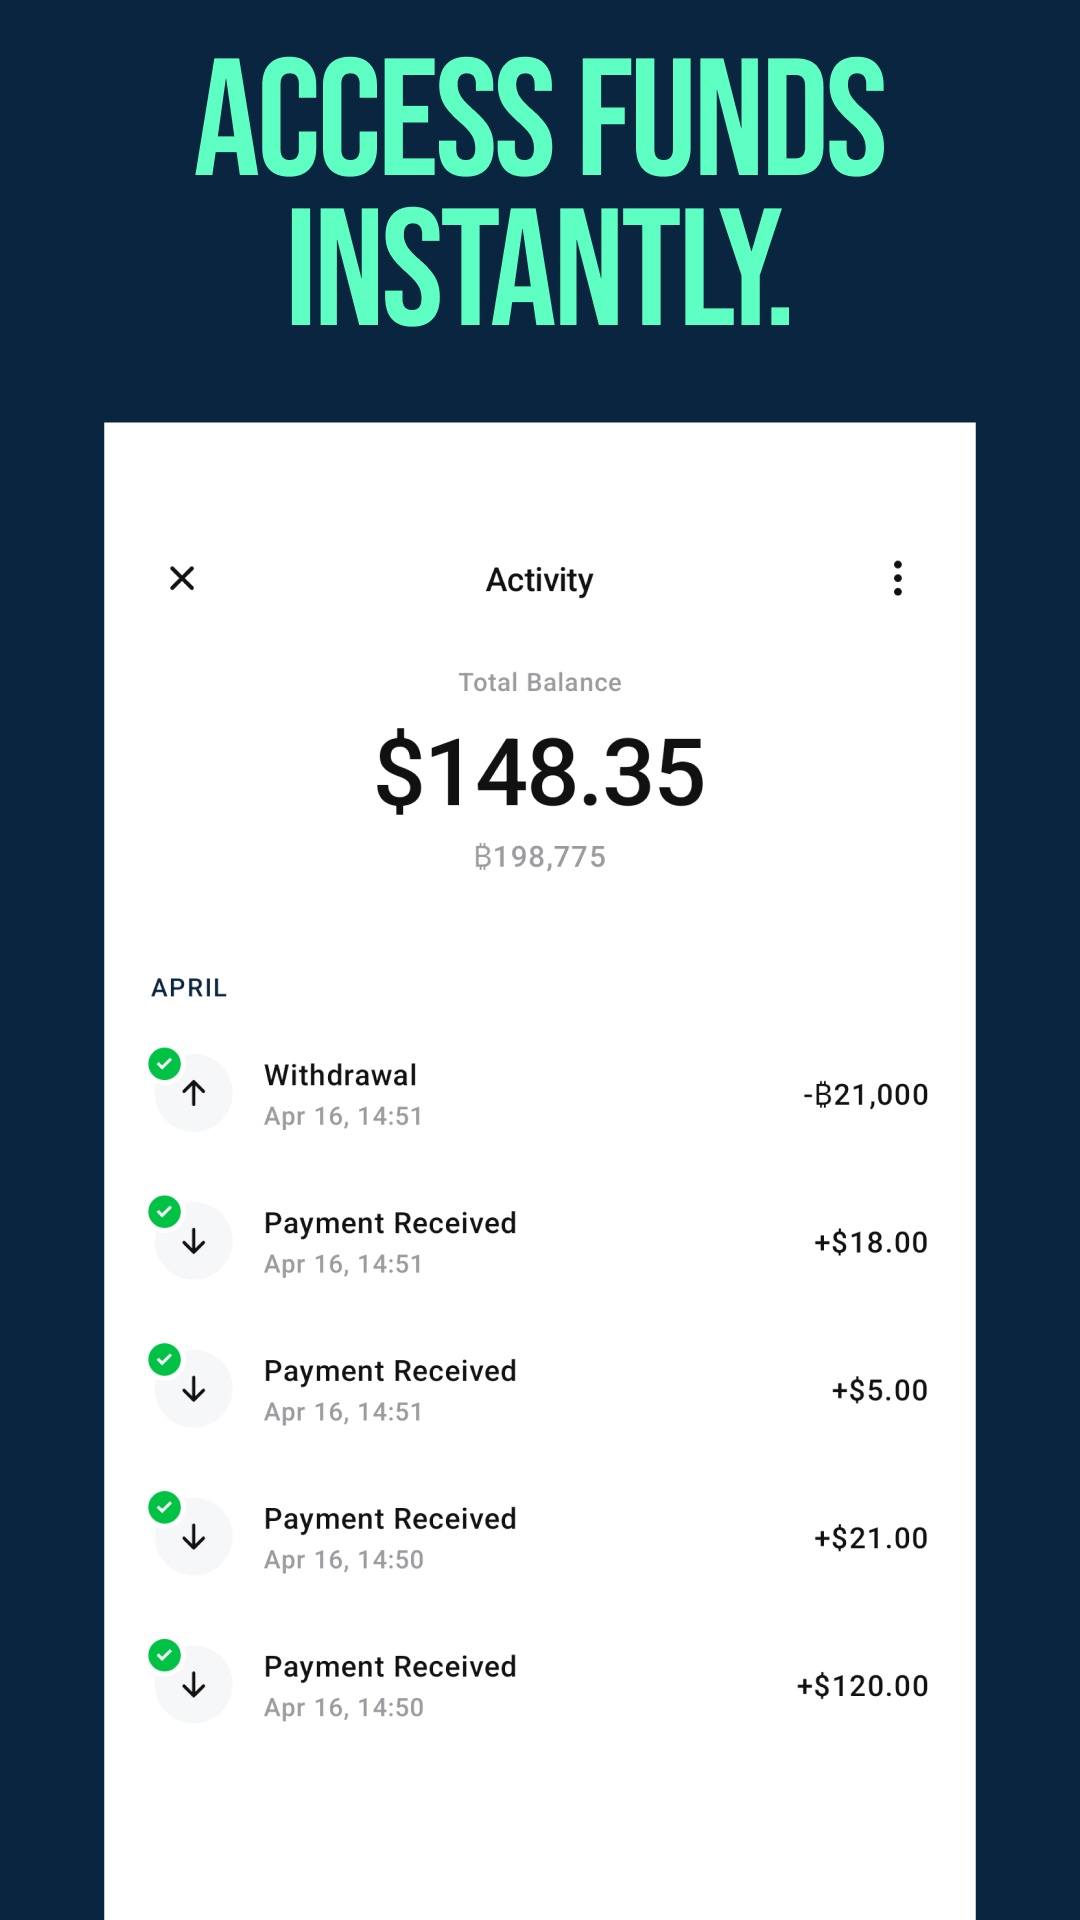 ACCESS FUNDS
INSTANTLY.
Activity
Total Balance
$148.35
₿198,775
APRIL
Withdrawal
Apr 16, 14:51
-₿21,000
Payment Received
Apr 16, 14:51
+$18.00
Payment Received
Apr 16, 14:51
+$5.00
Payment Received
Apr 16, 14:50
+$21.00
Payment Received
Apr 16, 14:50
+$120.00